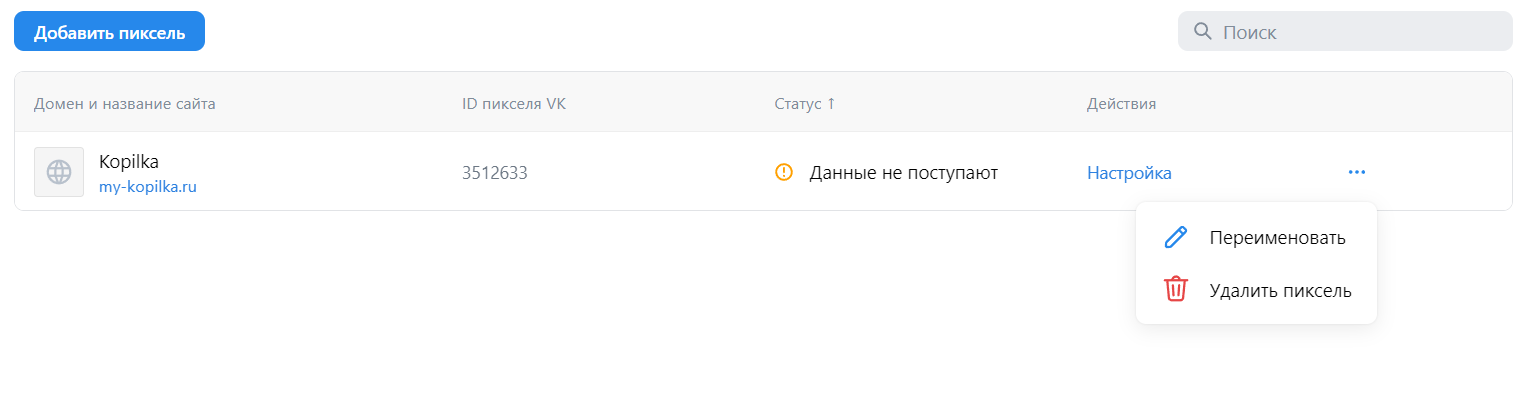 Добавить пиксель
Поиск
Домен и название сайта
ID пикселя VK
Статус ↑
Действия
Kopilka
my-kopilka.ru
3512633
Данные не поступают
Настройка
Переименовать
Удалить пиксель